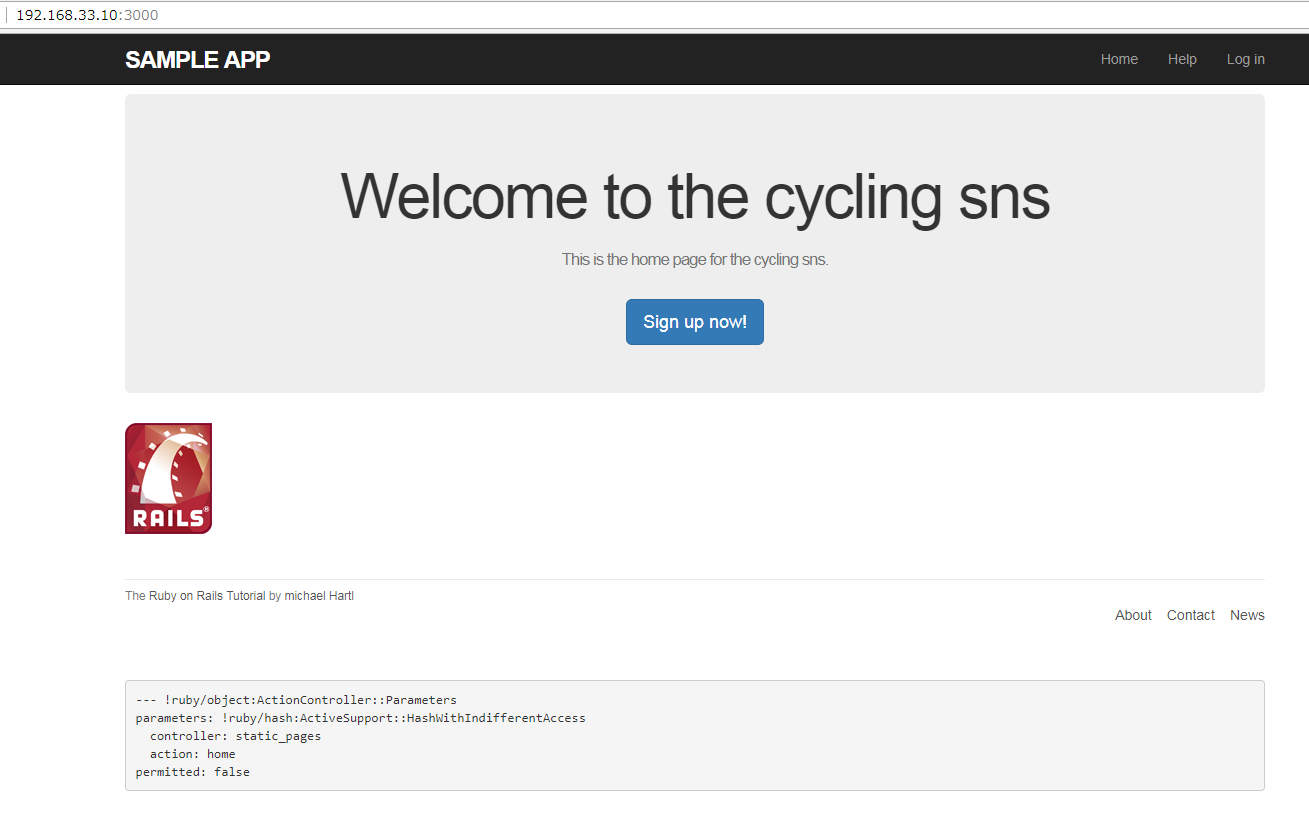 192.168.33.10:3000
SAMPLE APP Home Help Log in
Welcome to the cycling sns
This is the home page for the cycling sns.
Sign up now!
RAILS®
The Ruby on Rails Tutorial by michael Hartl
About Contact News
--- !ruby/object:ActionController::Parameters
parameters: !ruby/hash:ActiveSupport::HashWithIndifferentAccess
  controller: static_pages
  action: home
permitted: false